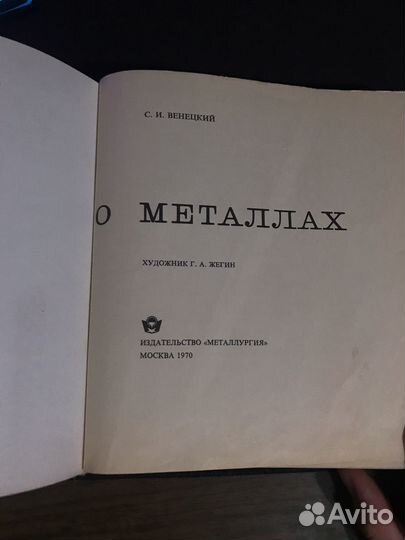 С. И. ВЕНЕЦКИЙ
О МЕТАЛЛАХ
ХУДОЖНИК Г. А. ЖЕГИН
ИЗДАТЕЛЬСТВО «МЕТАЛЛУРГИЯ»
МОСКВА 1970
Avito